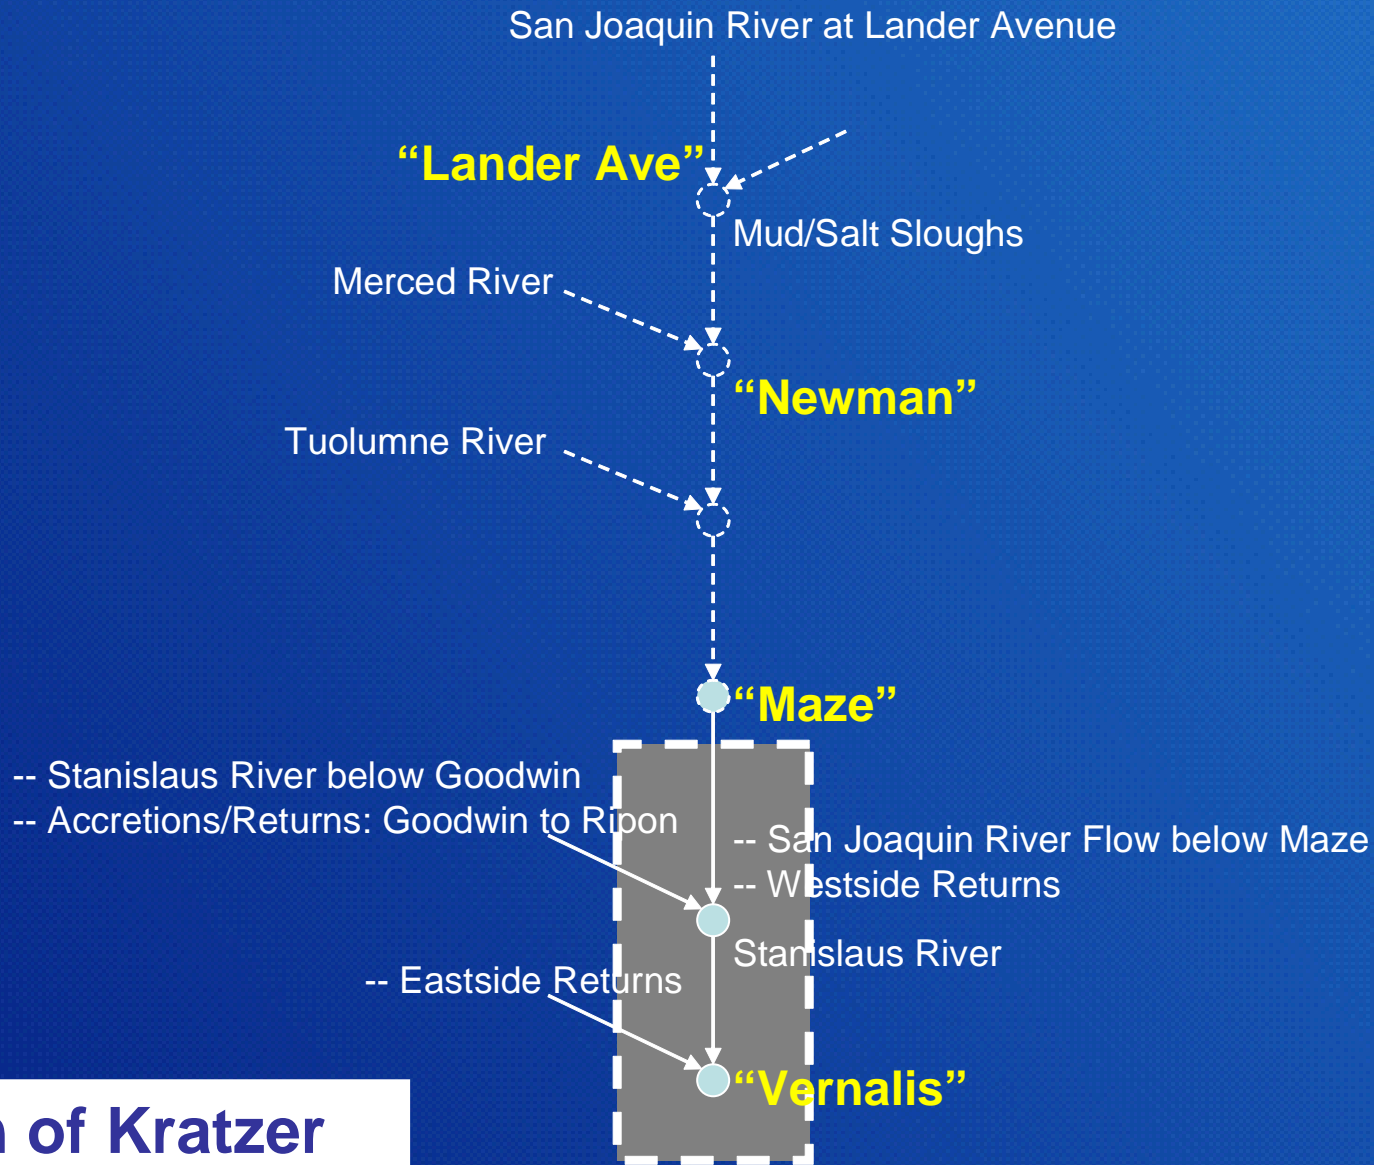 San Joaquin River at Lander Avenue
“Lander Ave”
Mud/Salt Sloughs
Merced River
“Newman”
Tuolumne River
“Maze”
-- Stanislaus River below Goodwin
-- Accretions/Returns: Goodwin to Ripon
-- San Joaquin River Flow below Maze
-- Westside Returns
Stanislaus River
-- Eastside Returns
“Vernalis”
of Kratzer